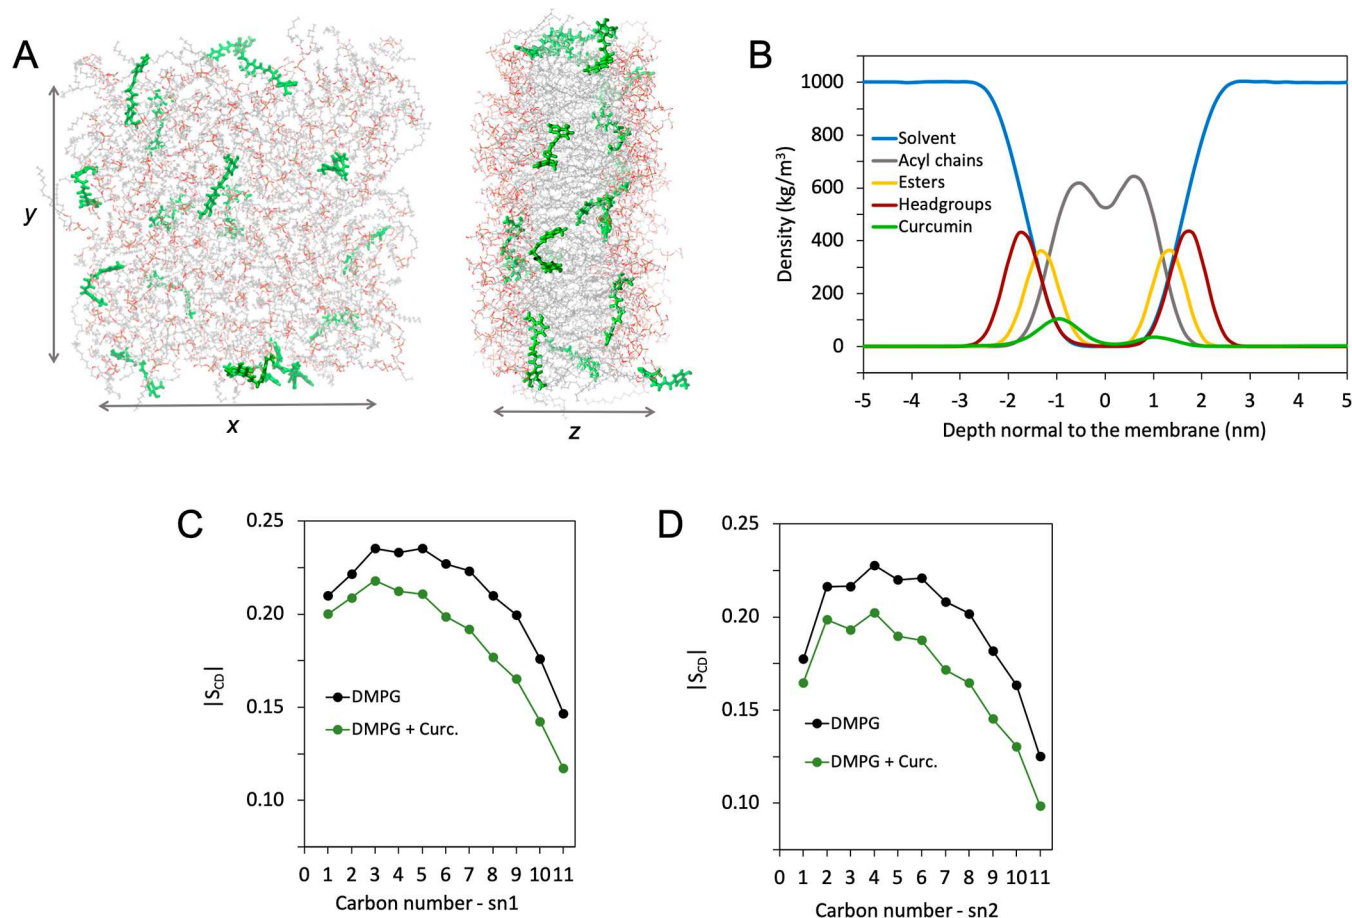 A
y
x
z
B
Density (kg/m³)
1000
800
600
400
200
0
Solvent
Acyl chains
Esters
Headgroups
Curcumin
-5 -4 -3 -2 -1 0 1 2 3 4 5
Depth normal to the membrane (nm)
C
|S_CD|
0.25
0.20
0.15
0.10
DMPG
DMPG + Curc.
0 1 2 3 4 5 6 7 8 9 10 11
Carbon number - sn1
D
|S_CD|
0.25
0.20
0.15
0.10
DMPG
DMPG + Curc.
0 1 2 3 4 5 6 7 8 9 10 11
Carbon number - sn2